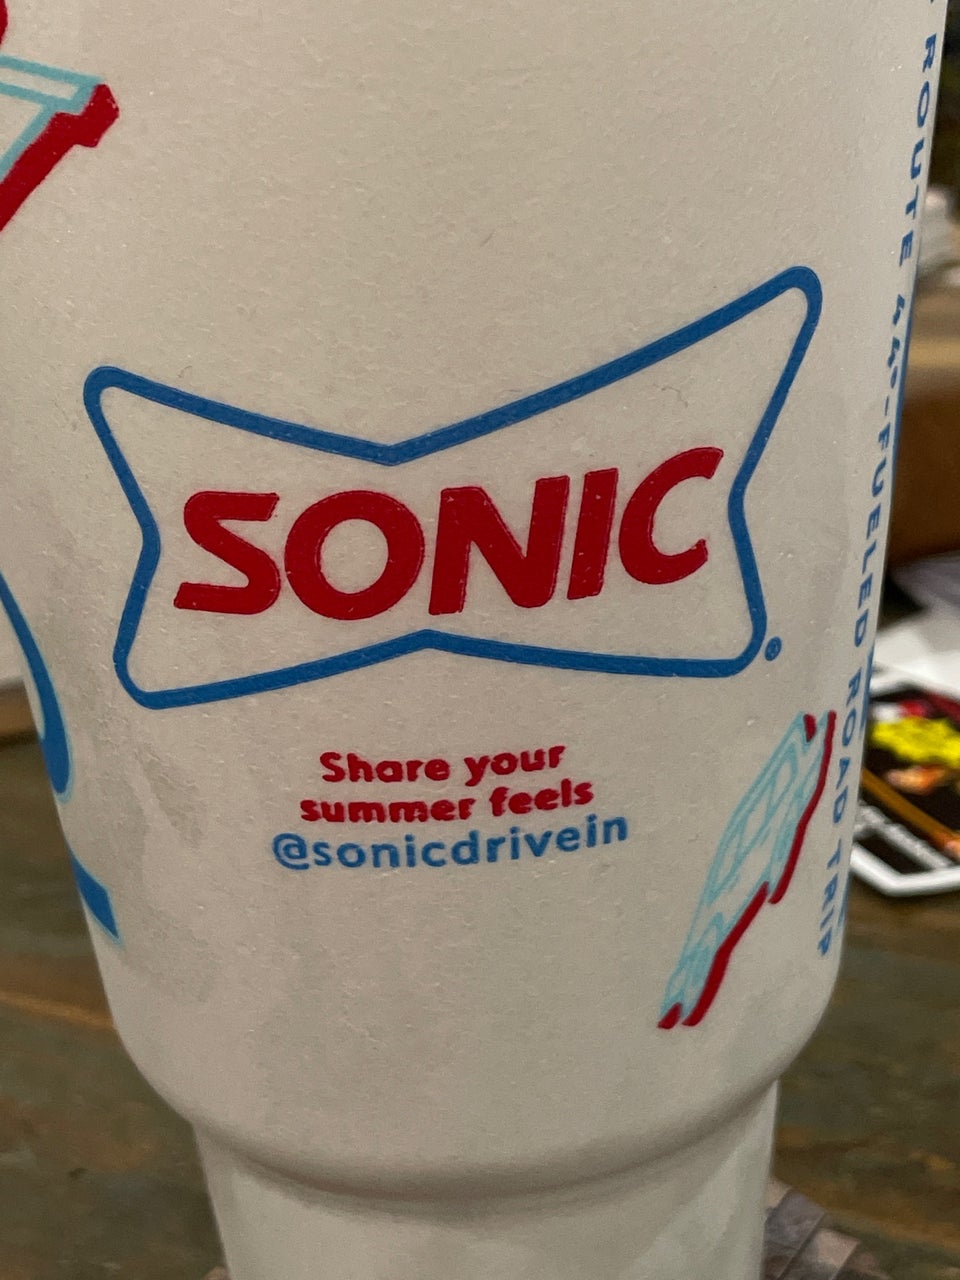 SONIC®
Share your
summer feels
@sonicdrivein
ROUTE 44®-FUELED ROAD TRIP